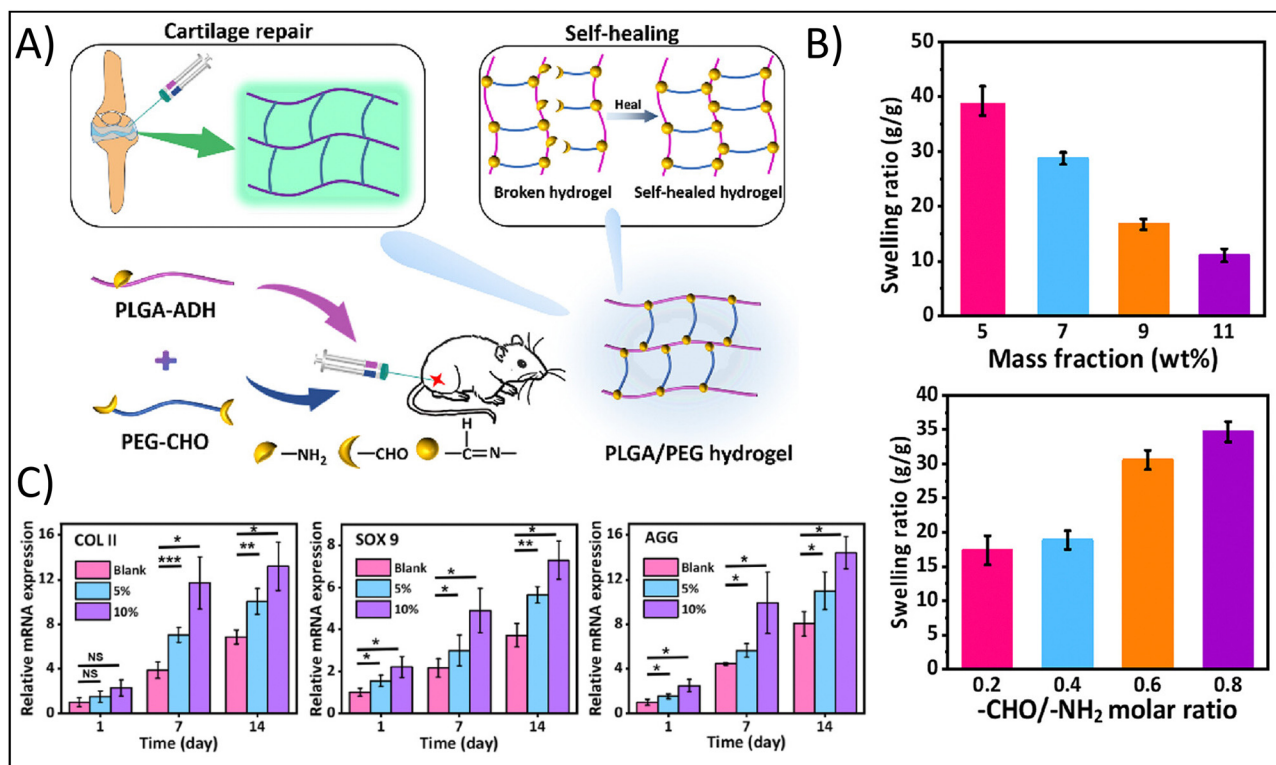 A)
Cartilage repair
Self-healing
Heal
Broken hydrogel
Self-healed hydrogel
PLGA-ADH
+
PEG-CHO
—NH₂
—CHO
H
—C=N—
PLGA/PEG hydrogel
B)
50
40
30
20
10
0
Swelling ratio (g/g)
5 7 9 11
Mass fraction (wt%)
50
45
40
35
30
25
20
15
10
5
0
Swelling ratio (g/g)
0.2 0.4 0.6 0.8
-CHO/-NH₂ molar ratio
C)
16
12
8
4
0
Relative mRNA expression
COL II
Blank
5%
10%
NS
NS
*
***
*
**
1 7 14
Time (day)
8
6
4
2
0
Relative mRNA expression
SOX 9
Blank
5%
10%
*
*
*
*
*
**
1 7 14
Time (day)
16
12
8
4
0
Relative mRNA expression
AGG
Blank
5%
10%
*
*
*
*
*
*
1 7 14
Time (day)